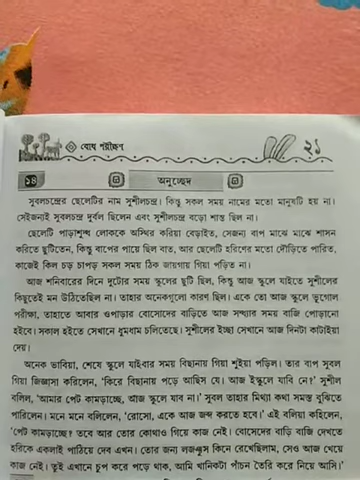 বোধ পরীক্ষণ
২১
১৪
অনুচ্ছেদ
সুবলচন্দ্রের ছেলেটির নাম সুশীলচন্দ্র। কিন্তু সকল সময় নামের মতো মানুষটি হয় না।
সেইজন্যই সুবলচন্দ্র দুর্বল ছিলেন এবং সুশীলচন্দ্র বড়ো শান্ত ছিল না।
ছেলেটি পাড়াশুদ্ধ লোককে অস্থির করিয়া বেড়াইত, সেজন্য বাপ মাঝে মাঝে শাসন
করিতে ছুটিতেন, কিন্তু বাপের পায়ে ছিল বাত, আর ছেলেটি হরিণের মতো দৌড়িতে পারিত,
কাজেই কিল চড় চাপড় সকল সময় ঠিক জায়গায় গিয়া পড়িত না।
আজ শনিবারের দিনে দুটোর সময় স্কুলের ছুটি ছিল, কিন্তু আজ স্কুলে যাইতে সুশীলের
কিছুতেই মন উঠিতেছিল না। তাহার অনেকগুলো কারণ ছিল। একে তো আজ স্কুলে ভূগোল
পরীক্ষা, তাহাতে আবার ওপাড়ার বোসেদের বাড়িতে আজ সন্ধ্যার সময় বাজি পোড়ানো
হইবে। সকাল হইতে সেখানে ধুমধাম চলিতেছে। সুশীলের ইচ্ছা সেখানে আজ দিনটা কাটাইয়া
দেয়।
অনেক ভাবিয়া, শেষে স্কুলে যাইবার সময় বিছানায় গিয়া শুইয়া পড়িল। তার বাপ সুবল
গিয়া জিজ্ঞাসা করিলেন, ‘কিরে বিছানায় পড়ে আছিস যে। আজ ইস্কুলে যাবি নে?’ সুশীল
বলিল, ‘আমার পেট কামড়াচ্ছে, আজ স্কুলে যাব না।’ সুবল তাহার মিথ্যা কথা সমস্ত বুঝিতে
পারিলেন। মনে মনে বলিলেন, ‘রোসো, একে আজ জব্দ করতে হবে।’ এই বলিয়া কহিলেন,
‘পেট কামড়াচ্ছে? তবে আর তোর কোথাও গিয়ে কাজ নেই। বোসেদের বাড়ি বাজি দেখতে
হরিকে একলাই পাঠিয়ে দেব এখন। তোর জন্য লজঞ্চুস কিনে রেখেছিলাম, সেও আজ খেয়ে
কাজ নেই। তুই এখানে চুপ করে পড়ে থাক, আমি খানিকটা পাঁচন তৈরি করে নিয়ে আসি।’